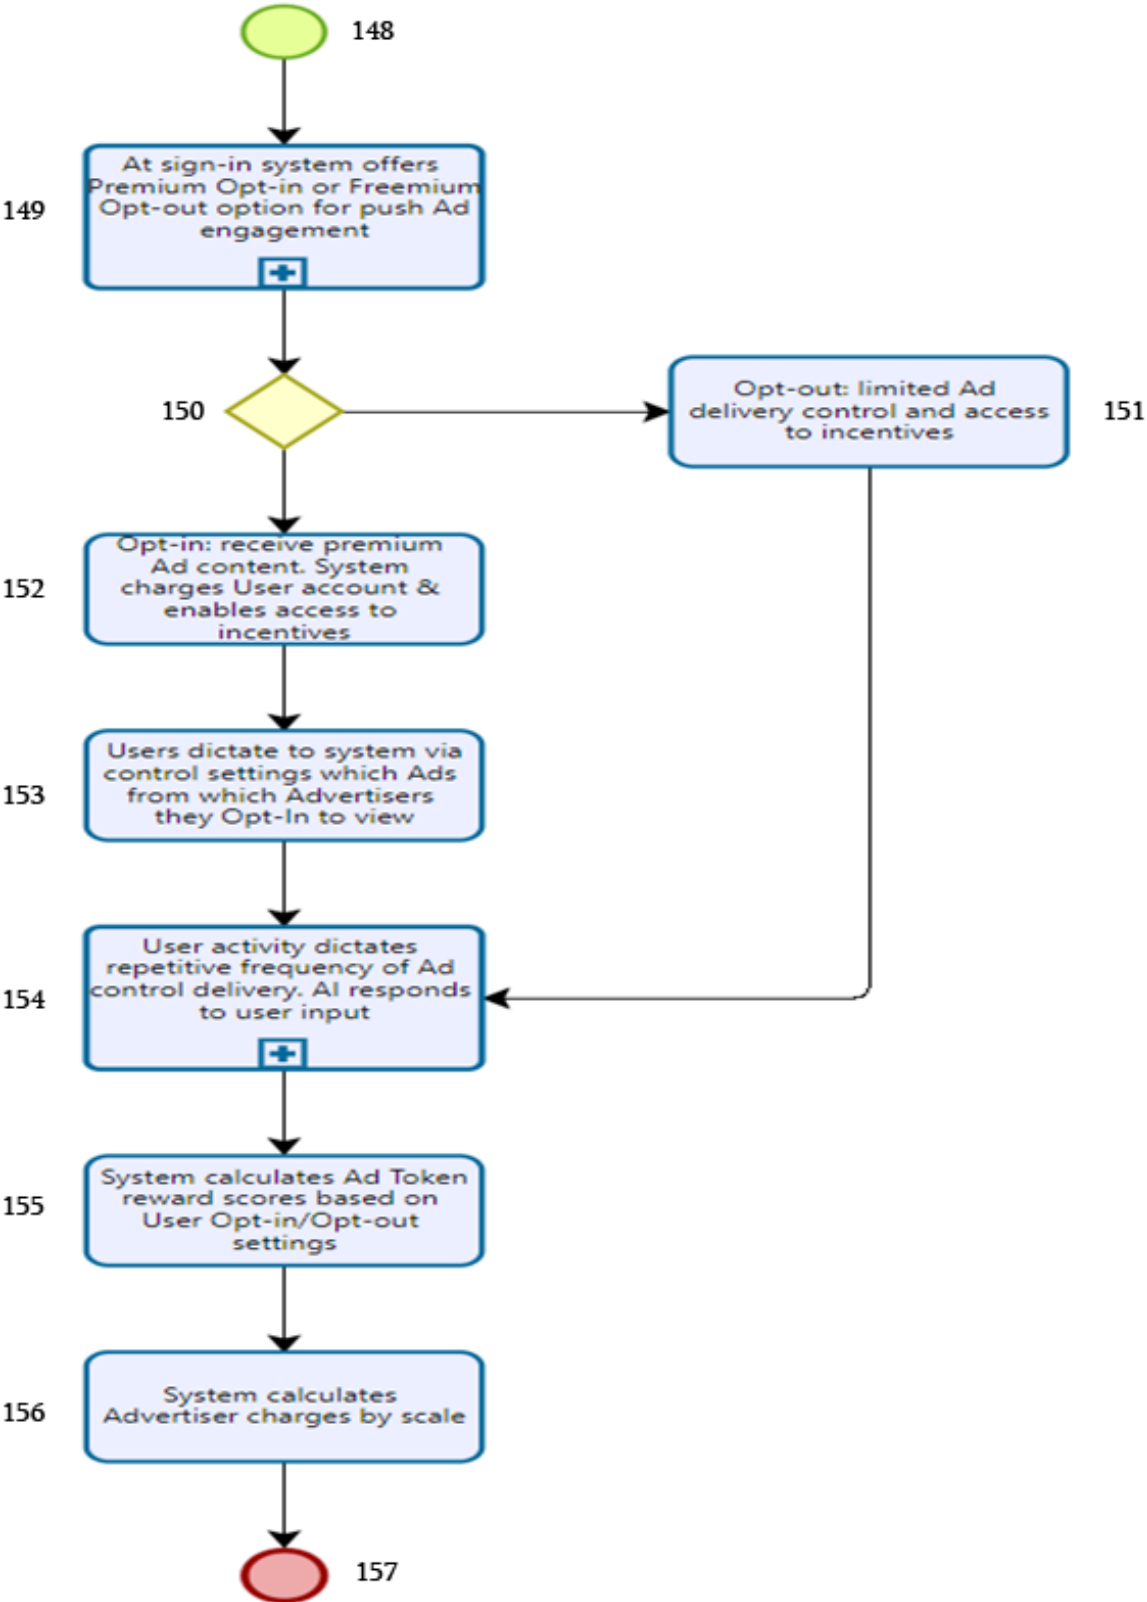 148
At sign-in system offers
Premium Opt-in or Freemium
Opt-out option for push Ad
engagement
149
150
Opt-out: limited Ad
delivery control and access
to incentives
151
Opt-in: receive premium
Ad content. System
charges User account &
enables access to
incentives
152
Users dictate to system via
control settings which Ads
from which Advertisers
they Opt-In to view
153
User activity dictates
repetitive frequency of Ad
control delivery. AI responds
to user input
154
System calculates Ad Token
reward scores based on
User Opt-in/Opt-out
settings
155
System calculates
Advertiser charges by scale
156
157